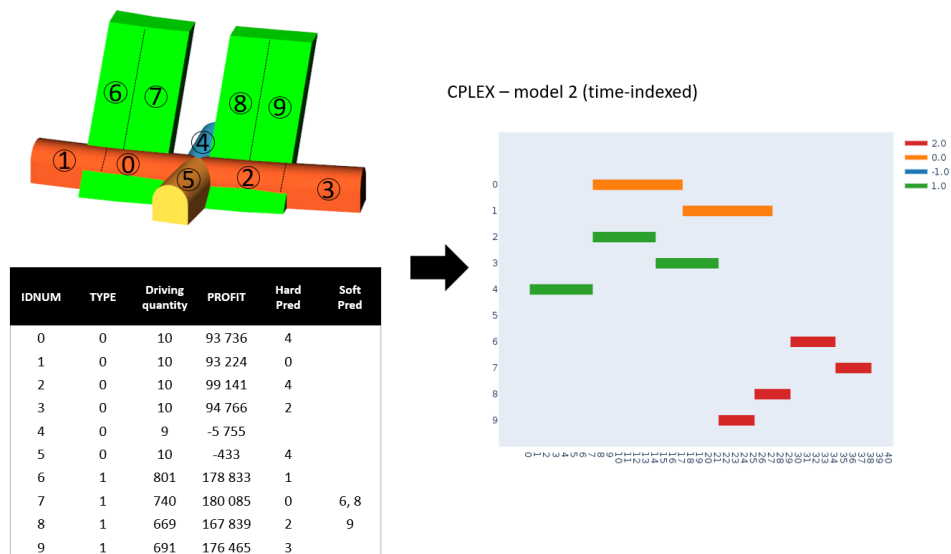 6 7 8 9
4
1 0 5 2 3
CPLEX – model 2 (time-indexed)
2.0
0.0
-1.0
1.0
0
1
2
3
4
5
6
7
8
9
0 1 2 3 4 5 6 7 8 9 10 11 12 13 14 15 16 17 18 19 20 21 22 23 24 25 26 27 28 29 30 31 32 33 34 35 36 37 38 39 40
IDNUM TYPE Driving quantity PROFIT Hard Pred Soft Pred
0 0 10 93 736 4
1 0 10 93 224 0
2 0 10 99 141 4
3 0 10 94 766 2
4 0 9 -5 755
5 0 10 -433 4
6 1 801 178 833 1
7 1 740 180 085 0 6, 8
8 1 669 167 839 2 9
9 1 691 176 465 3